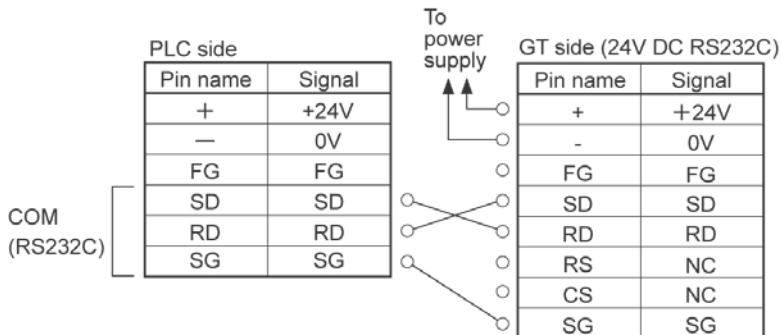 To
power
supply
PLC side
Pin name Signal
+ +24V
— 0V
FG FG
SD SD
RD RD
SG SG
COM
(RS232C)
GT side (24V DC RS232C)
Pin name Signal
+ +24V
- 0V
FG FG
SD SD
RD RD
RS NC
CS NC
SG SG